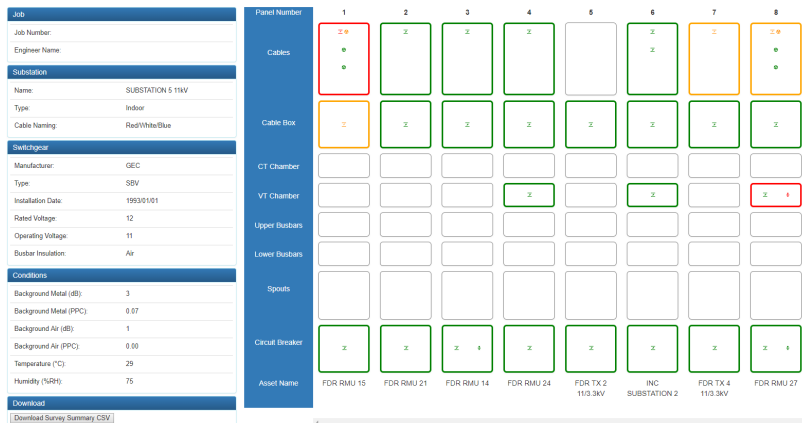 Job
Job Number:
Engineer Name:
Substation
Name: SUBSTATION 5 11kV
Type: Indoor
Cable Naming: Red/White/Blue
Switchgear
Manufacturer: GEC
Type: SBV
Installation Date: 1993/01/01
Rated Voltage: 12
Operating Voltage: 11
Busbar Insulation: Air
Conditions
Background Metal (dB): 3
Background Metal (PPC): 0.07
Background Air (dB): 1
Background Air (PPC): 0.00
Temperature (°C): 29
Humidity (%RH): 75
Download
Download Survey Summary CSV
Panel Number 1 2 3 4 5 6 7 8
Cables
Cable Box
CT Chamber
VT Chamber
Upper Busbars
Lower Busbars
Spouts
Circuit Breaker
Asset Name FDR RMU 15 FDR RMU 21 FDR RMU 14 FDR RMU 24 FDR TX 2 INC FDR TX 4 FDR RMU 27
11/3.3kV SUBSTATION 2 11/3.3kV